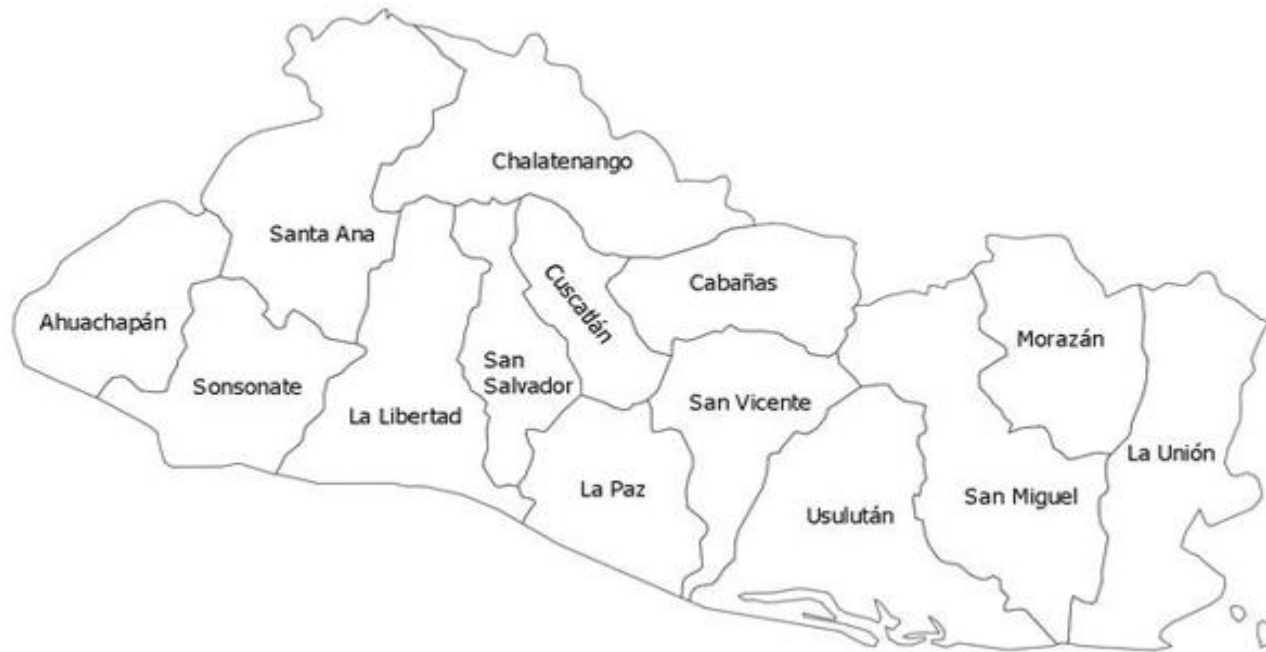 Chalatenango
Santa Ana
Cabañas
Cuscatlán
Ahuachapán
Morazán
San
Salvador
Sonsonate
San Vicente
La Libertad
La Unión
La Paz
San Miguel
Usulután